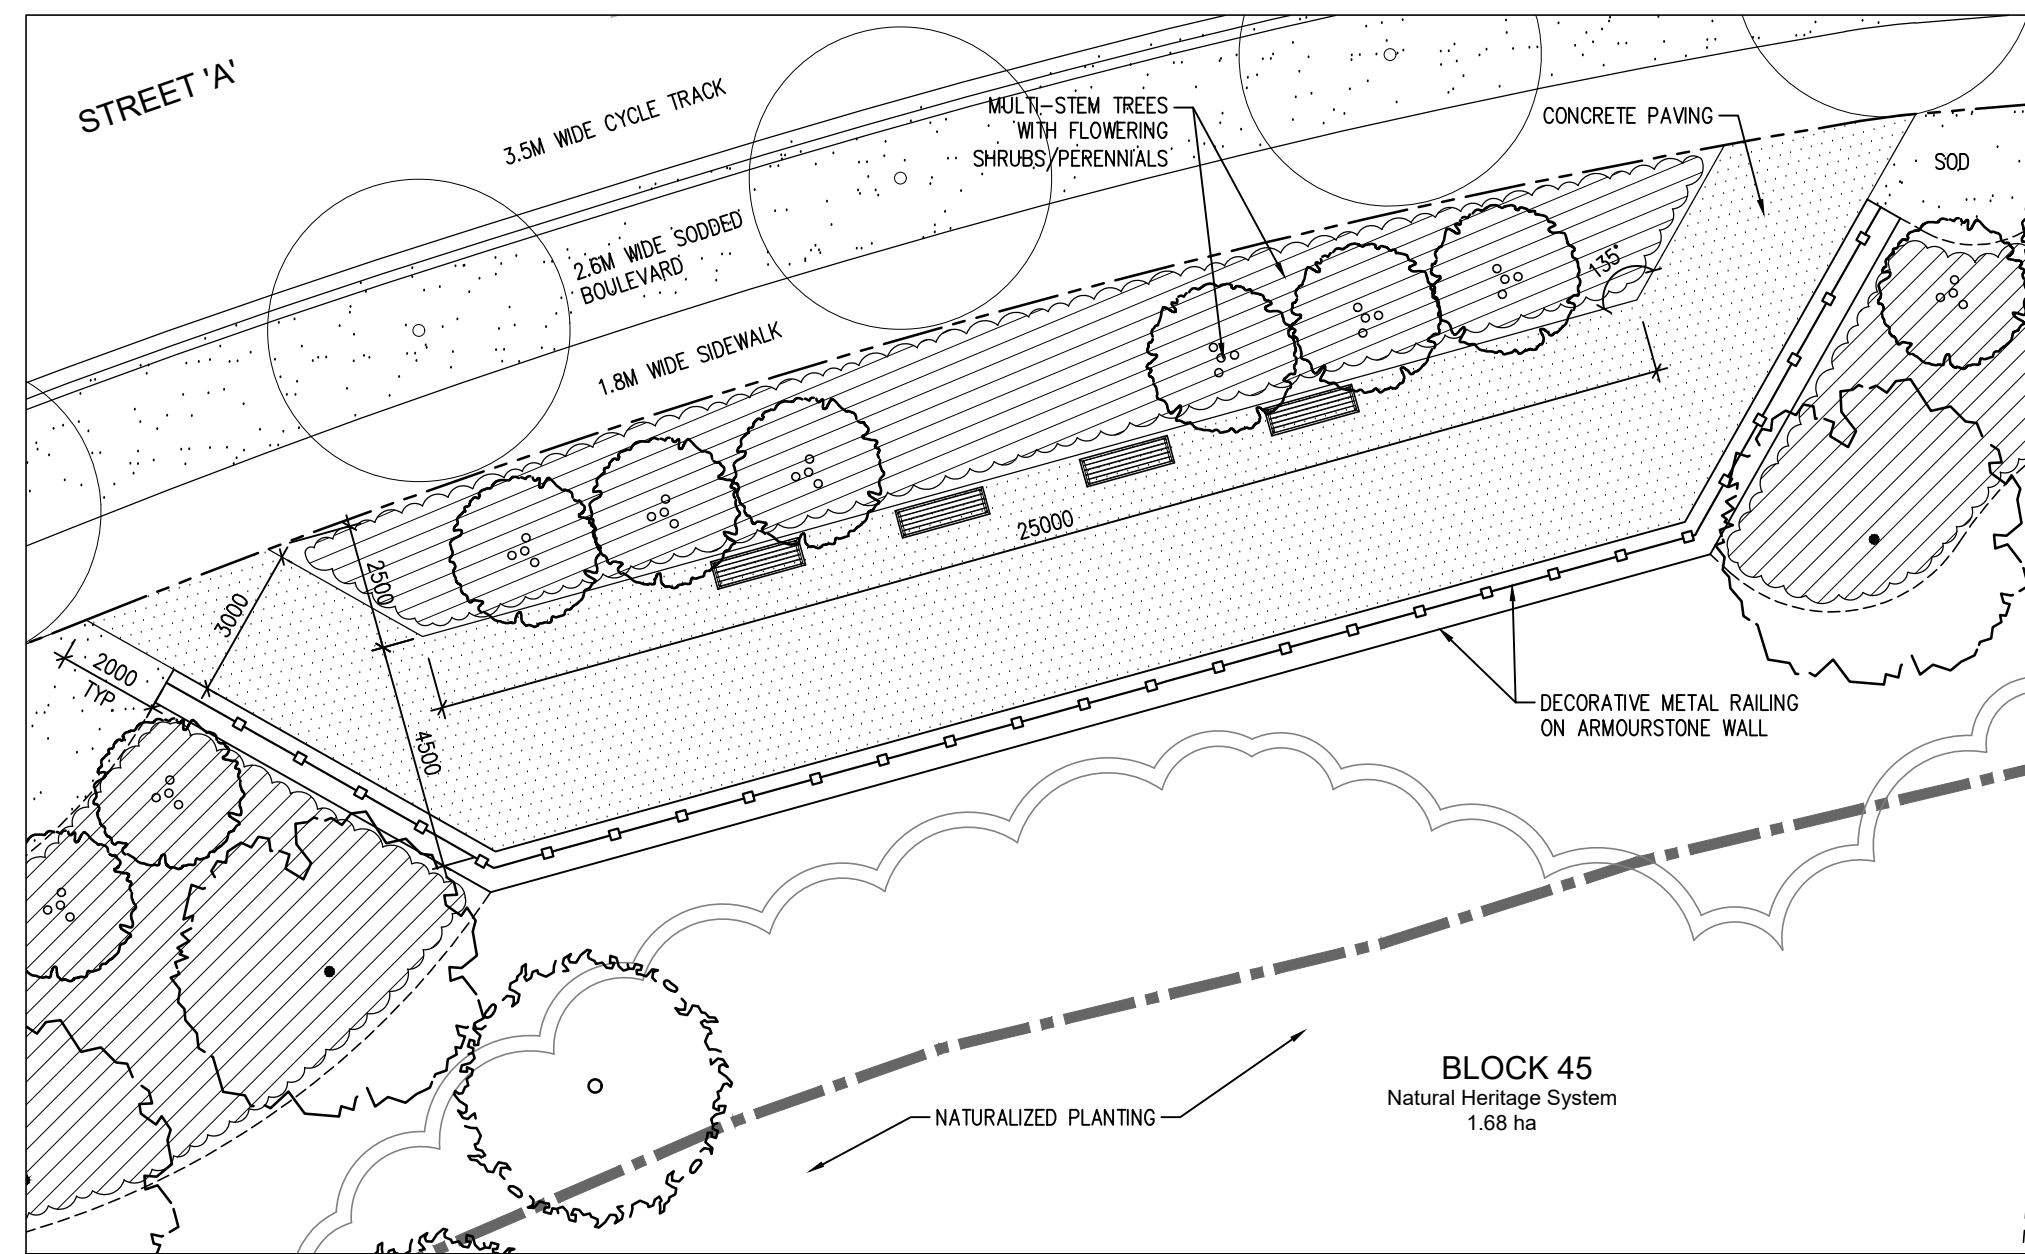 STREET 'A'
3.5M WIDE CYCLE TRACK
MULTI-STEM TREES
WITH FLOWERING
SHRUBS/PERENNIALS
CONCRETE PAVING
SOD
2.6M WIDE SODDED
BOULEVARD
135°
1.8M WIDE SIDEWALK
25000
2500
3000
2000
TYP.
4500
DECORATIVE METAL RAILING
ON ARMOURSTONE WALL
BLOCK 45
Natural Heritage System
1.68 ha
NATURALIZED PLANTING